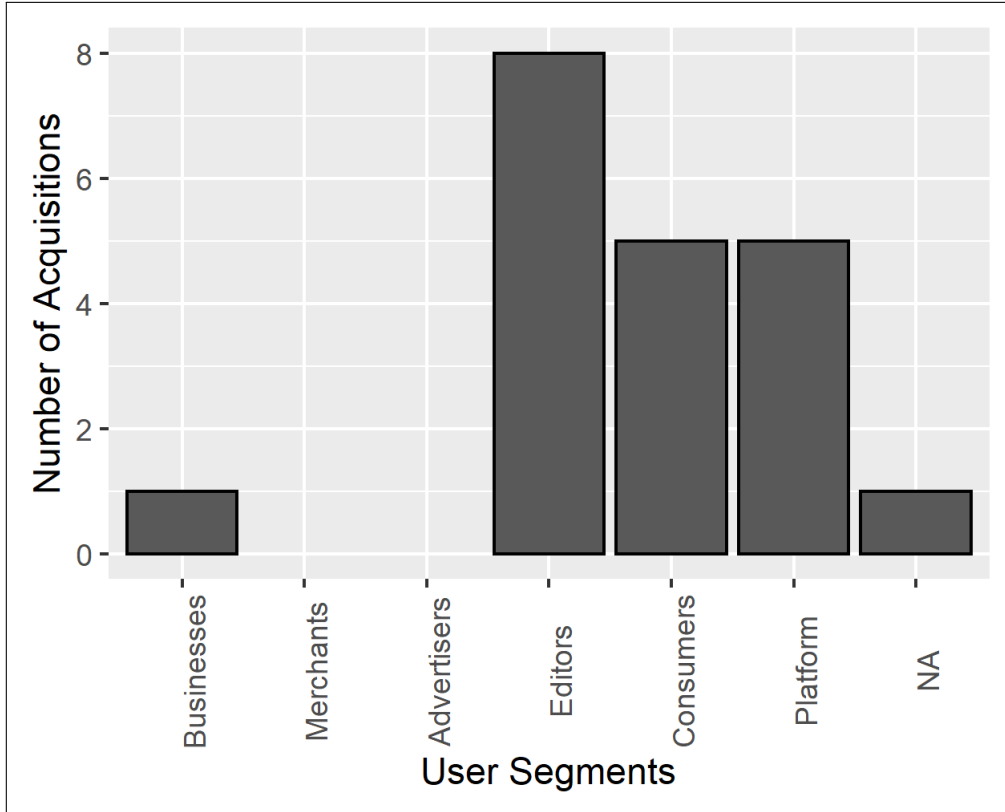 Number of Acquisitions
8
6
4
2
0
Businesses
Merchants
Advertisers
Editors
Consumers
Platform
NA
User Segments